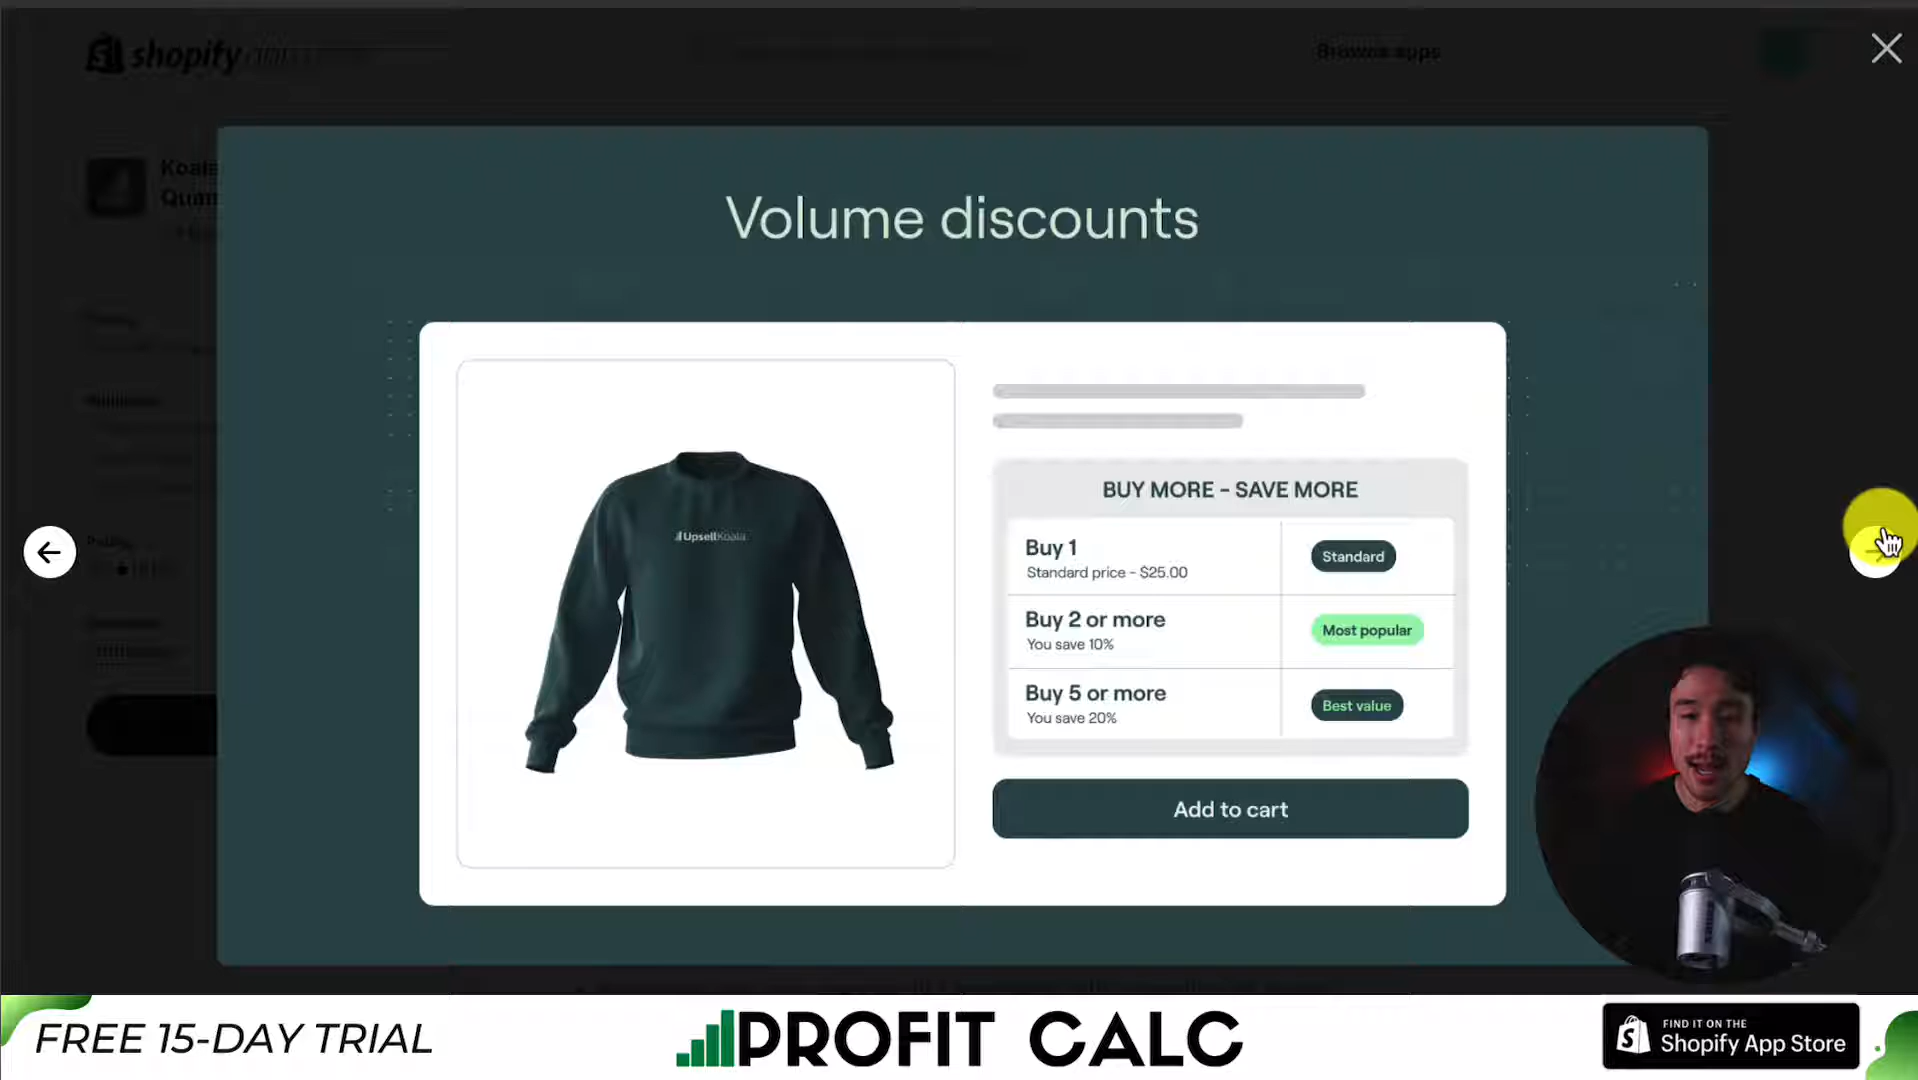 shopify
Browse apps
Volume discounts
UpsellKoala
BUY MORE - SAVE MORE
Buy 1
Standard price - $25.00
Standard
Buy 2 or more
You save 10%
Most popular
Buy 5 or more
You save 20%
Best value
Add to cart
FREE 15-DAY TRIAL
PROFIT CALC
FIND IT ON THE
Shopify App Store